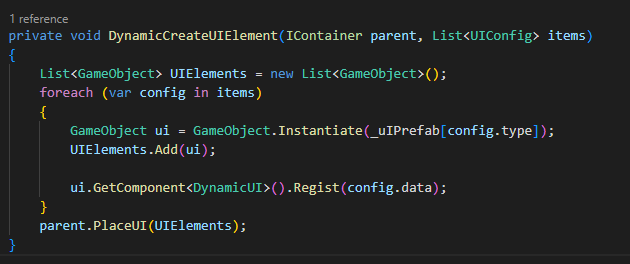 1 reference
private void DynamicCreateUIElement(IContainer parent, List<UIConfig> items)
{
List<GameObject> UIElements = new List<GameObject>();
foreach (var config in items)
{
GameObject ui = GameObject.Instantiate(_uIPrefab[config.type]);
UIElements.Add(ui);
ui.GetComponent<DynamicUI>().Regist(config.data);
}
parent.PlaceUI(UIElements);
}